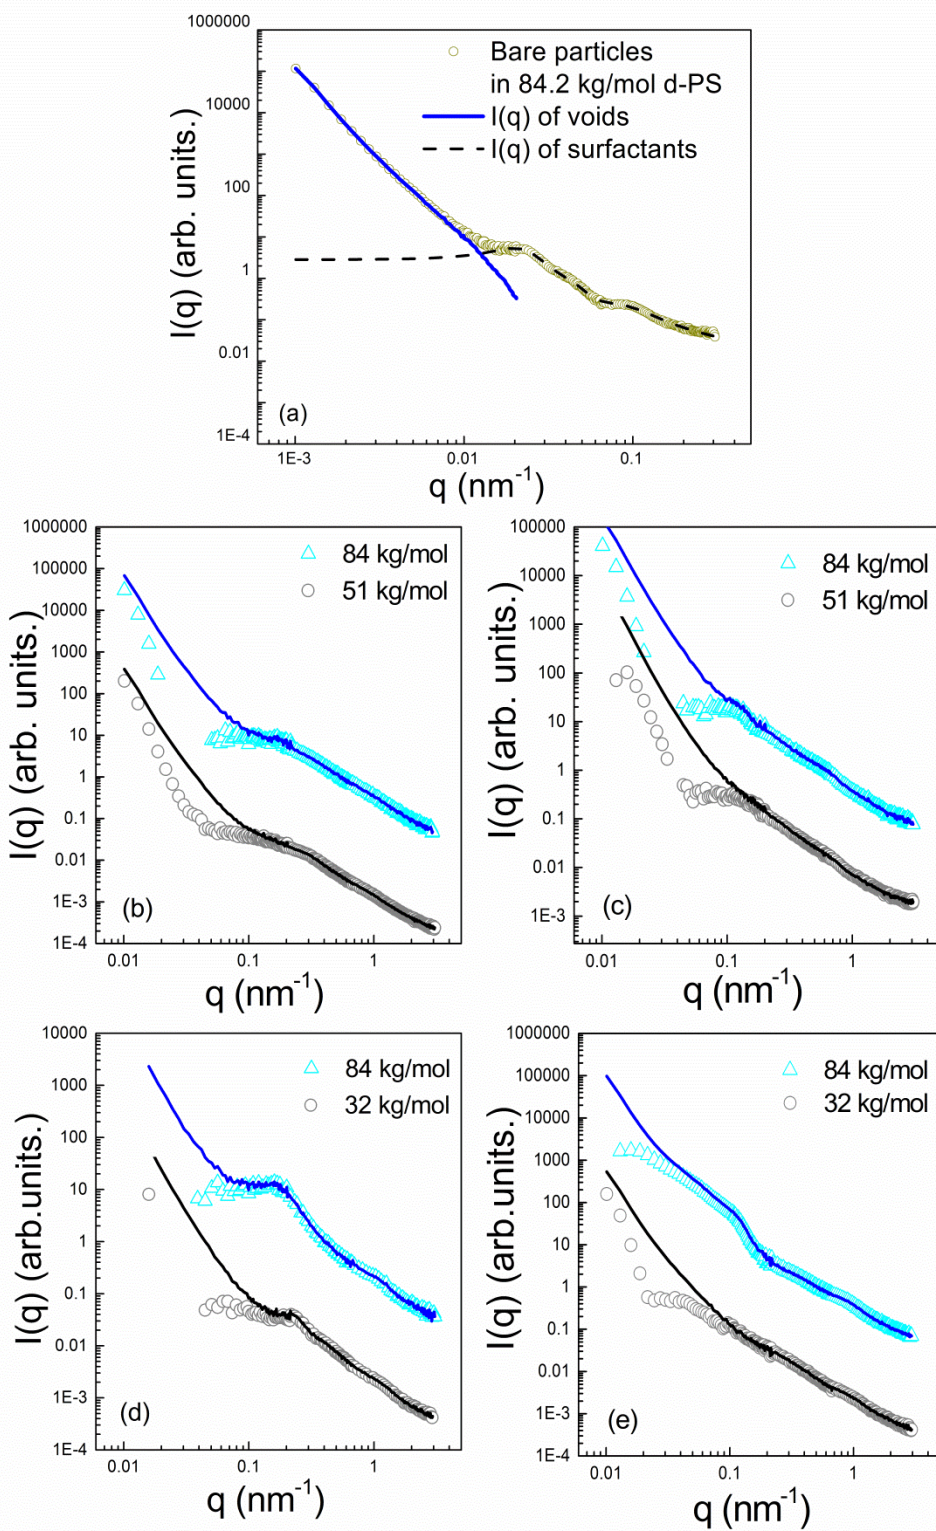 1000000
10000
100
1
0.01
1E-4
I(q) (arb. units.)
Bare particles
in 84.2 kg/mol d-PS
I(q) of voids
I(q) of surfactants
(a)
1E-3
0.01
0.1
q (nm⁻¹)
1000000
100000
10000
1000
100
10
1
0.1
0.01
1E-3
1E-4
I(q) (arb. units.)
84 kg/mol
51 kg/mol
(b)
0.01
0.1
1
q (nm⁻¹)
100000
10000
1000
100
10
1
0.1
0.01
1E-3
I(q) (arb. units.)
84 kg/mol
51 kg/mol
(c)
0.01
0.1
1
q (nm⁻¹)
10000
1000
100
10
1
0.1
0.01
1E-3
1E-4
I(q) (arb.units.)
84 kg/mol
32 kg/mol
(d)
0.01
0.1
1
q (nm⁻¹)
1000000
100000
10000
1000
100
10
1
0.1
0.01
1E-3
1E-4
I(q) (arb.units.)
84 kg/mol
32 kg/mol
(e)
0.01
0.1
1
q (nm⁻¹)